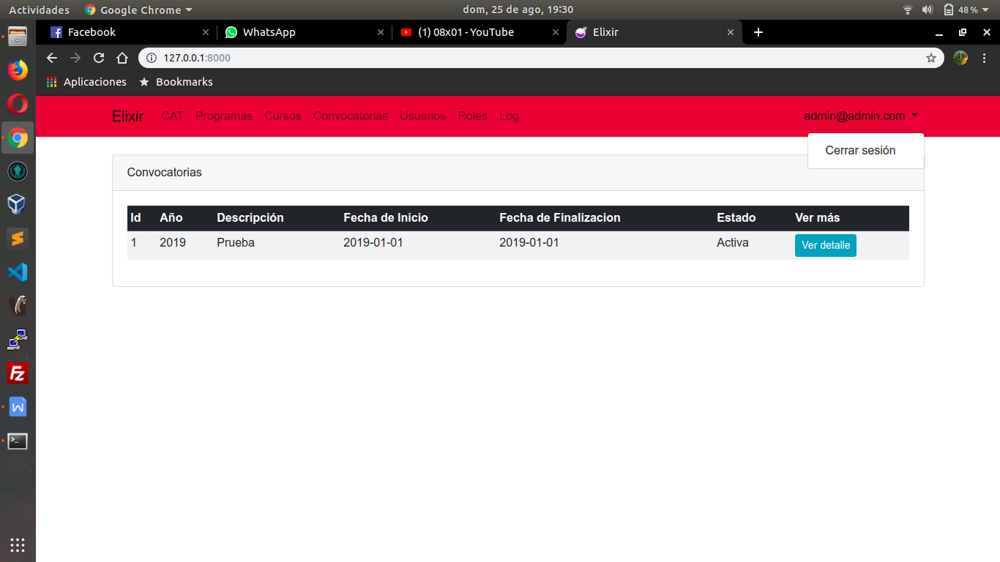 Actividades Google Chrome dom, 25 de ago, 19:30 48 %
Facebook WhatsApp (1) 08x01 - YouTube Elixir
127.0.0.1:8000
Aplicaciones Bookmarks
Elixir CAT Programas Cursos Convocatorias Usuarios Roles Log admin@admin.com
Cerrar sesión
Convocatorias
Id Año Descripción Fecha de Inicio Fecha de Finalizacion Estado Ver más
1 2019 Prueba 2019-01-01 2019-01-01 Activa Ver detalle